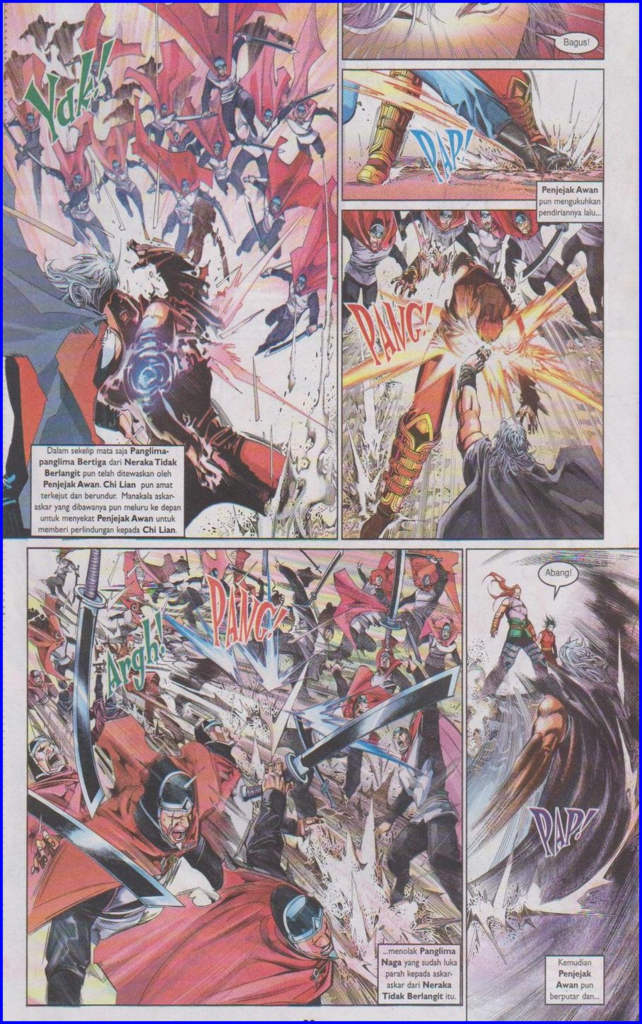 Yak!
Dalam sekelip mata saja Panglima-
panglima Bertiga dari Neraka Tidak
Berlangit pun telah ditewaskan oleh
Penjejak Awan. Chi Lian pun amat
terkejut dan berundur. Manakala askar-
askar yang dibawanya pun meluru ke depan
untuk menyekat Penjejak Awan untuk
memberi perlindungan kepada Chi Lian.
Bagus!
PAP!
Penjejak Awan
pun mengukuhkan
pendiriannya lalu...
PANG!
PANG!
Argh!
...menolak Panglima
Naga yang sudah luka
parah kepada askar-
askar dari Neraka
Tidak Berlangit itu.
Abang!
PAP!
Kemudian
Penjejak
Awan pun
berputar dan...